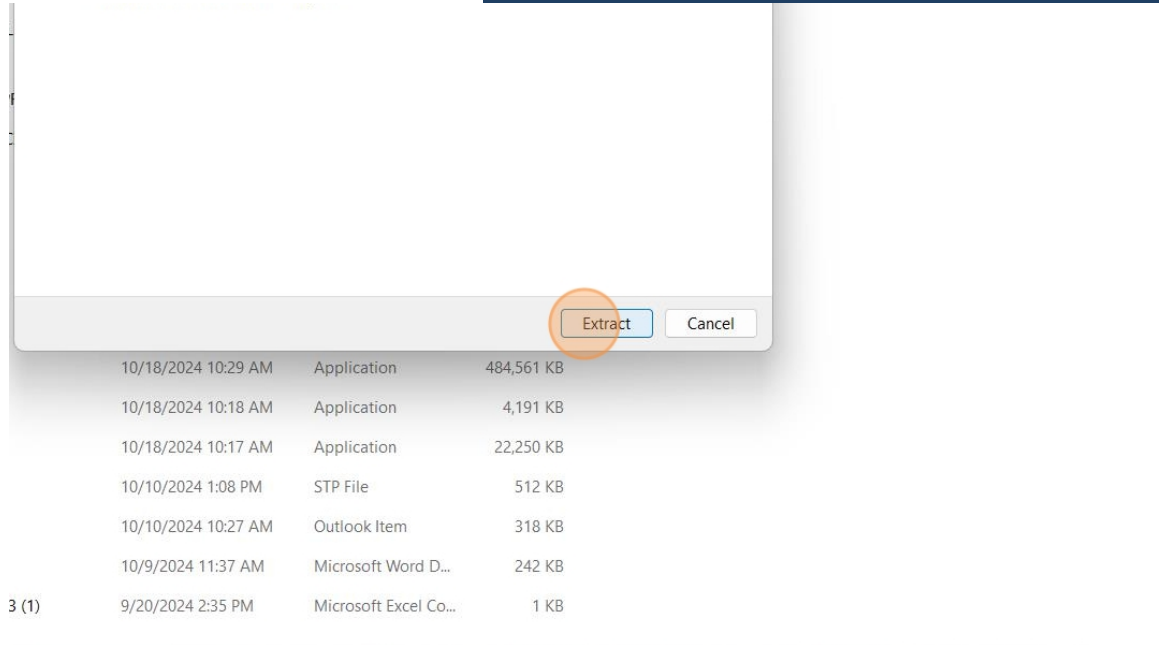 Extract Cancel
10/18/2024 10:29 AM Application 484,561 KB
10/18/2024 10:18 AM Application 4,191 KB
10/18/2024 10:17 AM Application 22,250 KB
10/10/2024 1:08 PM STP File 512 KB
10/10/2024 10:27 AM Outlook Item 318 KB
10/9/2024 11:37 AM Microsoft Word D... 242 KB
3 (1) 9/20/2024 2:35 PM Microsoft Excel Co... 1 KB